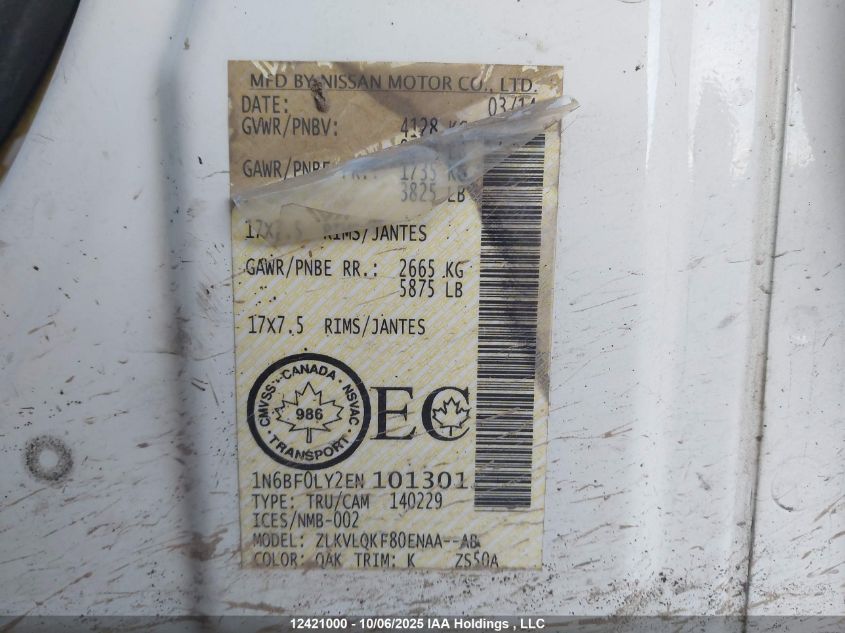 MFD BY NISSAN MOTOR CO., LTD.
DATE: 03/14
GVWR/PNBV: 4128 KG
GAWR/PNBE FR.: 1735 KG
3825 LB
17X7.5 RIMS/JANTES
GAWR/PNBE RR.: 2665 KG
5875 LB
17X7.5 RIMS/JANTES
CMVSS · CANADA · NSVAC
986
TRANSPORT
EC
1N6BF0LY2EN 101301
TYPE: TRU/CAM 140229
ICES/NMB-002
MODEL: ZLKVLQKF80ENAA--AB
COLOR: QAK TRIM: K ZS50A
12421000 - 10/06/2025 IAA Holdings , LLC